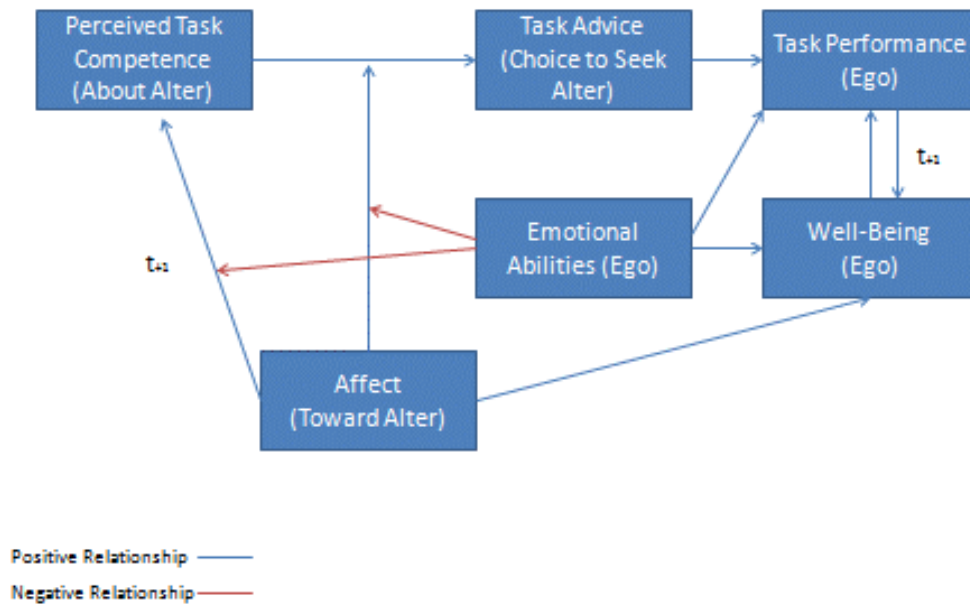 Perceived Task
Competence
(About Alter)
Task Advice
(Choice to Seek
Alter)
Task Performance
(Ego)
t+1
Emotional
Abilities (Ego)
Well-Being
(Ego)
t+1
Affect
(Toward Alter)
Positive Relationship
Negative Relationship